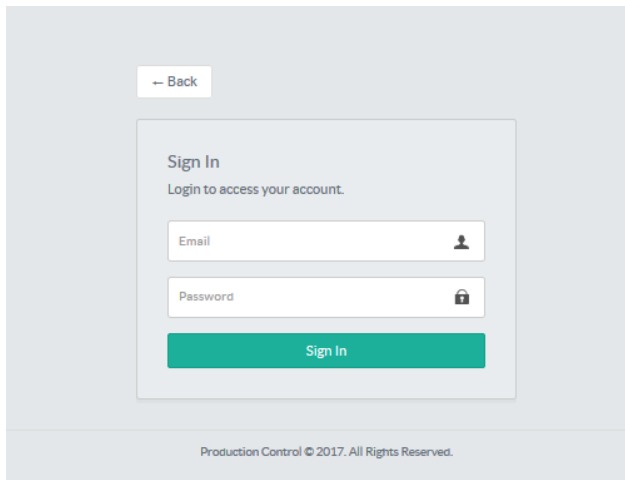 ← Back
Sign In
Login to access your account.
Email
Password
Sign In
Production Control © 2017. All Rights Reserved.